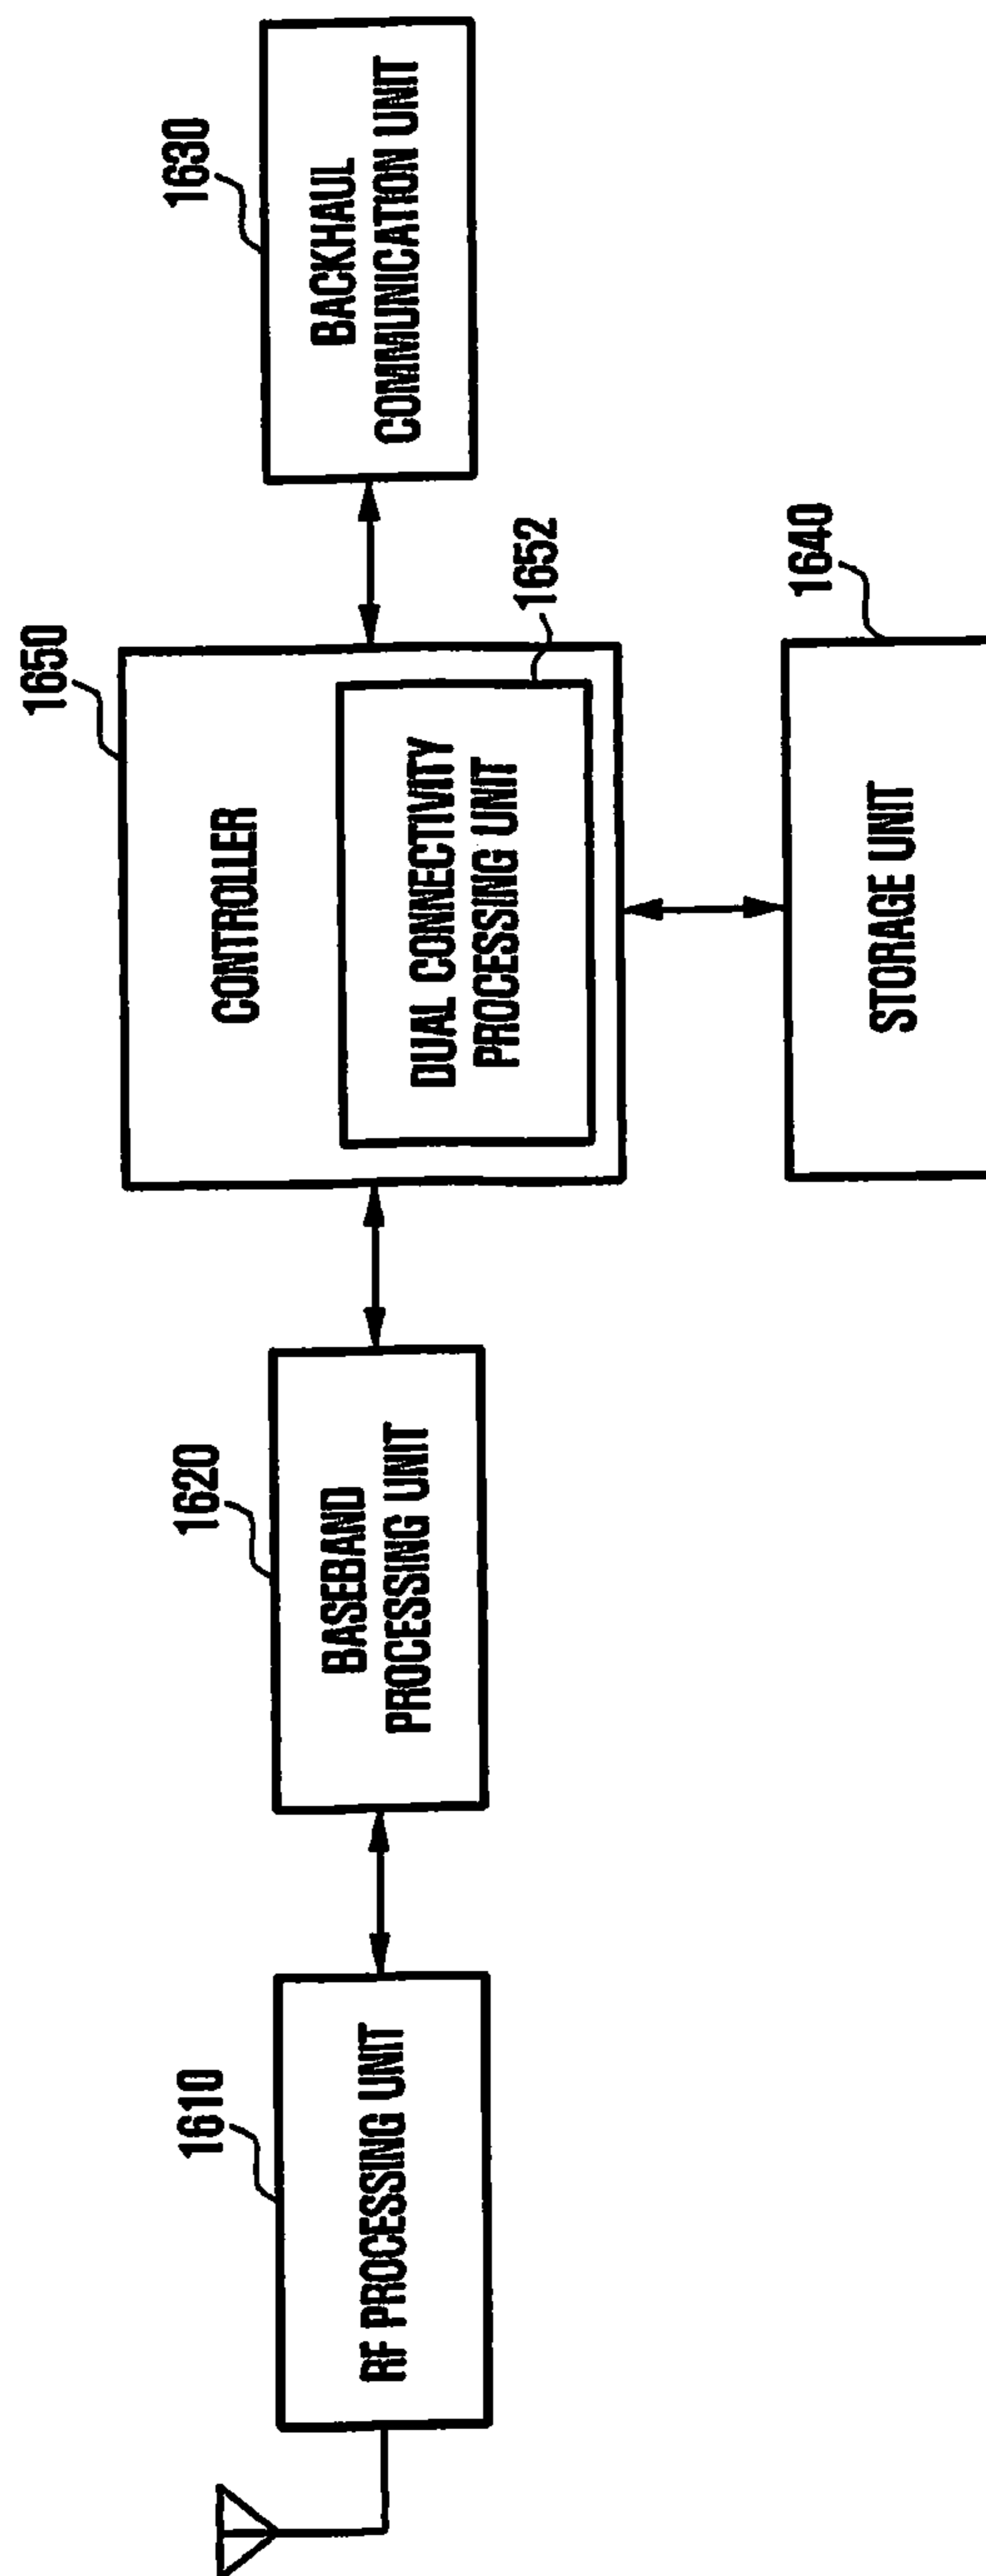 1610
RF PROCESSING UNIT
1620
BASEBAND
PROCESSING UNIT
1650
CONTROLLER
1652
DUAL CONNECTIVITY
PROCESSING UNIT
1630
BACKHAUL
COMMUNICATION UNIT
1640
STORAGE UNIT